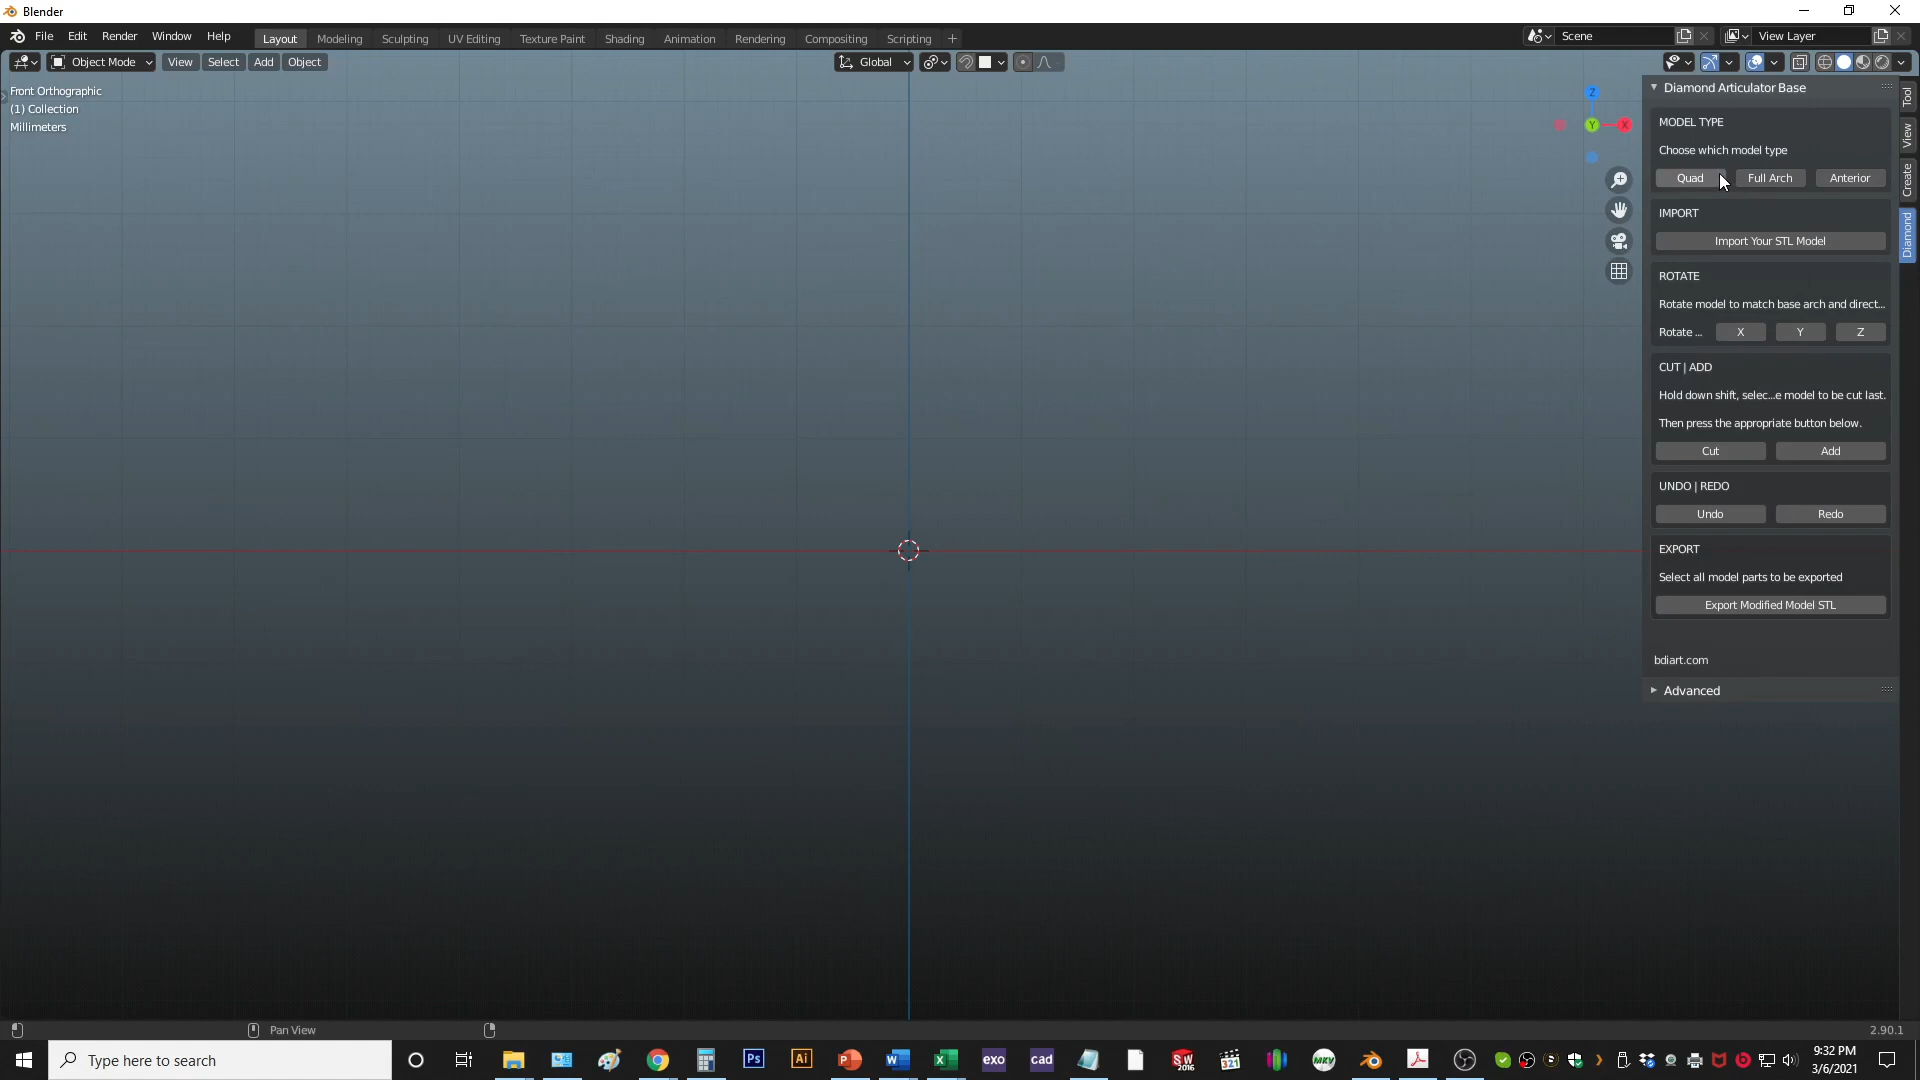 Blender
File Edit Render Window Help Layout Modeling Sculpting UV Editing Texture Paint Shading Animation Rendering Compositing Scripting Scene View Layer
Object Mode View Select Add Object Global
Front Orthographic
(1) Collection
Millimeters
Z
Y
X
Diamond Articulator Base
MODEL TYPE
Choose which model type
Quad Full Arch Anterior
IMPORT
Import Your STL Model
ROTATE
Rotate model to match base arch and direct...
Rotate ... X Y Z
CUT | ADD
Hold down shift, selec...e model to be cut last.
Then press the appropriate button below.
Cut Add
UNDO | REDO
Undo Redo
EXPORT
Select all model parts to be exported
Export Modified Model STL
bdiart.com
Advanced
Tool
View
Create
Diamond
Pan View
2.90.1
Type here to search
Ps
Ai
exo
cad
SW
2016
321
MKV
9:32 PM
3/6/2021